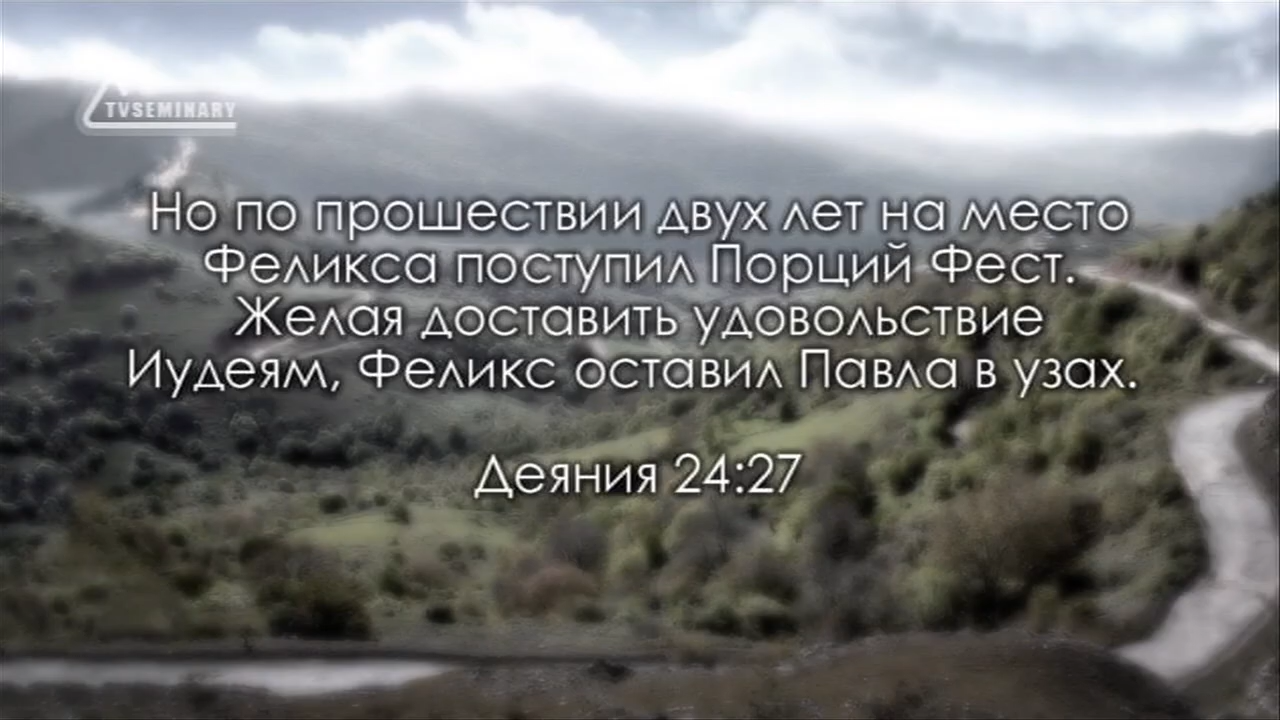 TVSEMINARY
Но по прошествии двух лет на место
Феликса поступил Порций Фест.
Желая доставить удовольствие
Иудеям, Феликс оставил Павла в узах.
Деяния 24:27